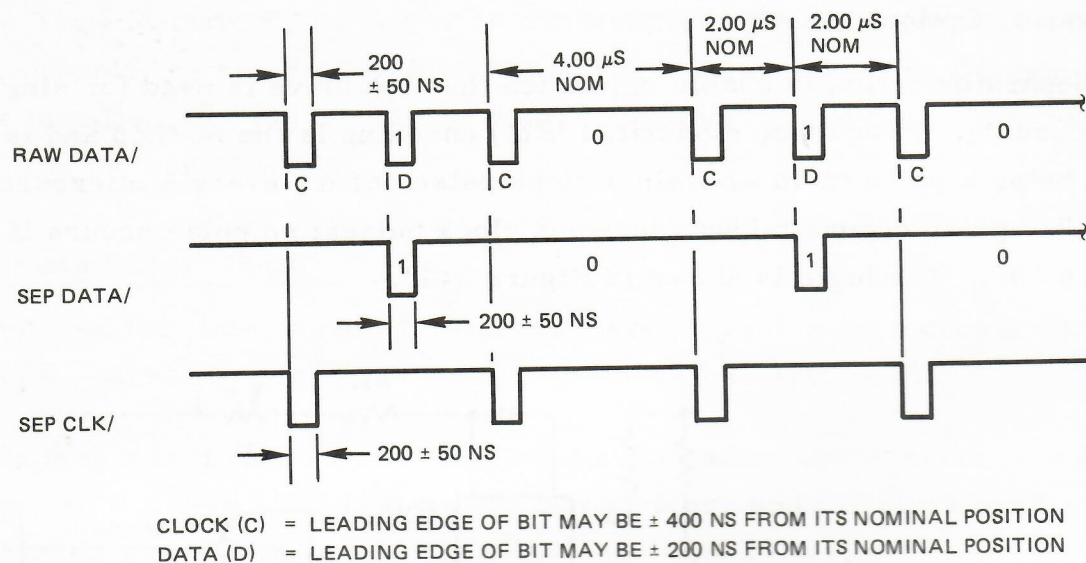 2.00 µS
NOM
2.00 µS
NOM
200
± 50 NS
4.00 µS
NOM
RAW DATA/
1
0
1
0
C
D
C
C
D
C
SEP DATA/
1
0
1
0
200 ± 50 NS
SEP CLK/
200 ± 50 NS
CLOCK (C) = LEADING EDGE OF BIT MAY BE ± 400 NS FROM ITS NOMINAL POSITION
DATA (D) = LEADING EDGE OF BIT MAY BE ± 200 NS FROM ITS NOMINAL POSITION